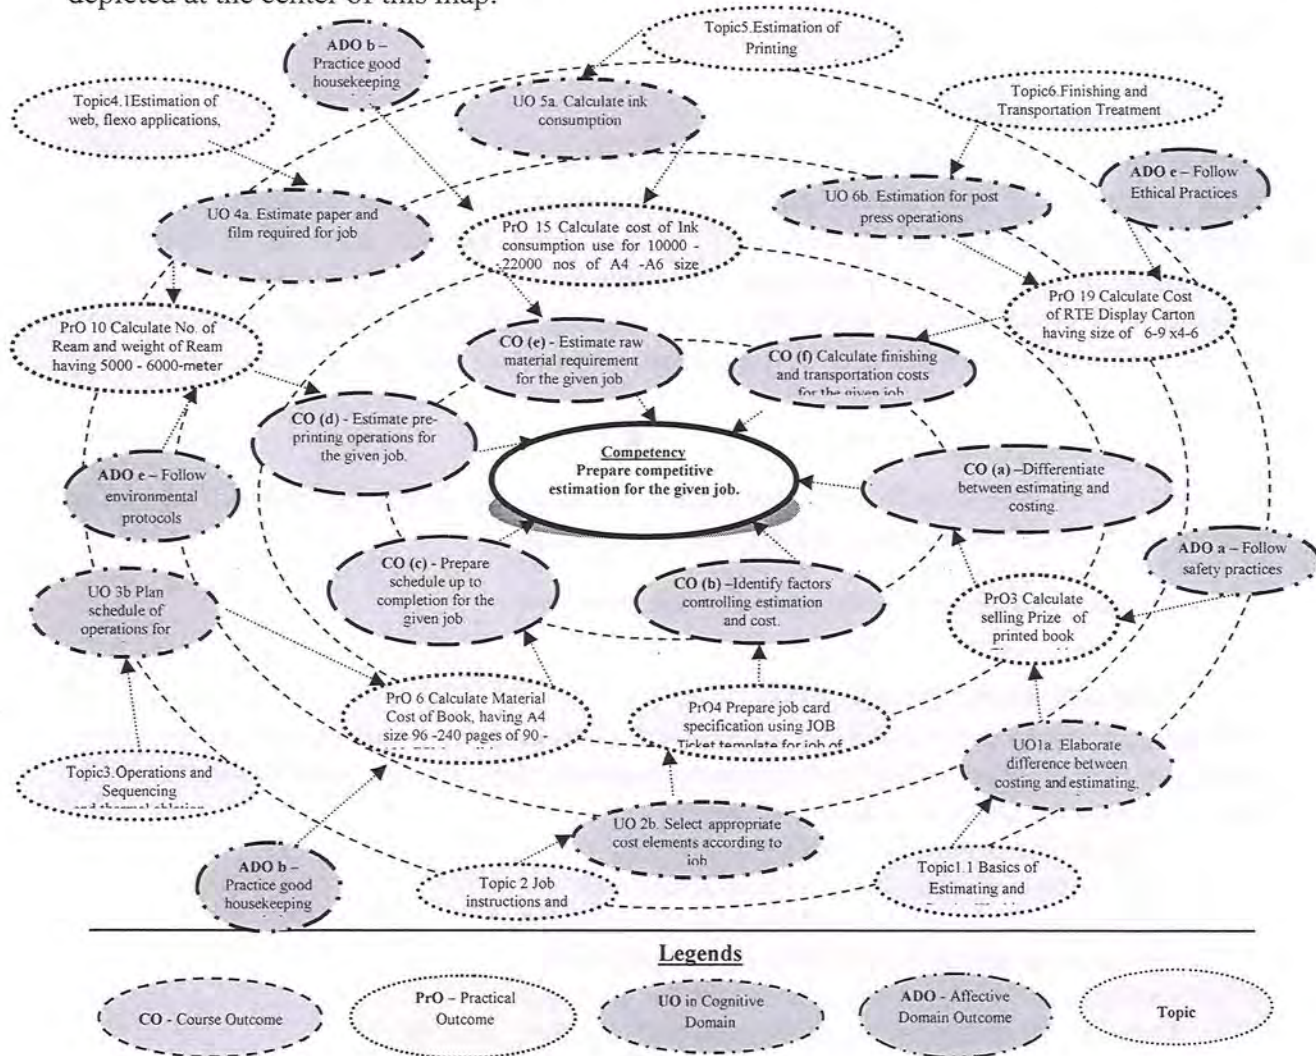 depicted at the center of this map.
ADO b –
Practice good
housekeeping
Topic5.Estimation of
Printing
Topic4.1Estimation of
web, flexo applications,
UO 5a. Calculate ink
consumption
Topic6.Finishing and
Transportation Treatment
ADO e – Follow
Ethical Practices
UO 4a. Estimate paper and
film required for job
PrO 15 Calculate cost of Ink
consumption use for 10000 -
-22000 nos of A4 -A6 size
UO 6b. Estimation for post
press operations
PrO 10 Calculate No. of
Ream and weight of Ream
having 5000 - 6000-meter
PrO 19 Calculate Cost
of RTE Display Carton
having size of 6-9 x4-6
CO (e) - Estimate raw
material requirement
for the given job
CO (f) Calculate finishing
and transportation costs
for the given job
CO (d) - Estimate pre-
printing operations for
the given job.
Competency
Prepare competitive
estimation for the given job.
CO (a) –Differentiate
between estimating and
costing.
ADO e – Follow
environmental
protocols
CO (c) - Prepare
schedule up to
completion for the
given job
CO (b) –Identify factors
controlling estimation
and cost.
ADO a – Follow
safety practices
UO 3b Plan
schedule of
operations for
PrO3 Calculate
selling Prize of
printed book
PrO 6 Calculate Material
Cost of Book, having A4
size 96 -240 pages of 90 -
PrO4 Prepare job card
specification using JOB
Ticket template for job of
UO1a. Elaborate
difference between
costing and estimating.
Topic3.Operations and
Sequencing
UO 2b. Select appropriate
cost elements according to
job
ADO b –
Practice good
housekeeping
Topic 2 Job
instructions and
Topic1.1 Basics of
Estimating and
Legends
CO - Course Outcome
PrO – Practical
Outcome
UO in Cognitive
Domain
ADO - Affective
Domain Outcome
Topic